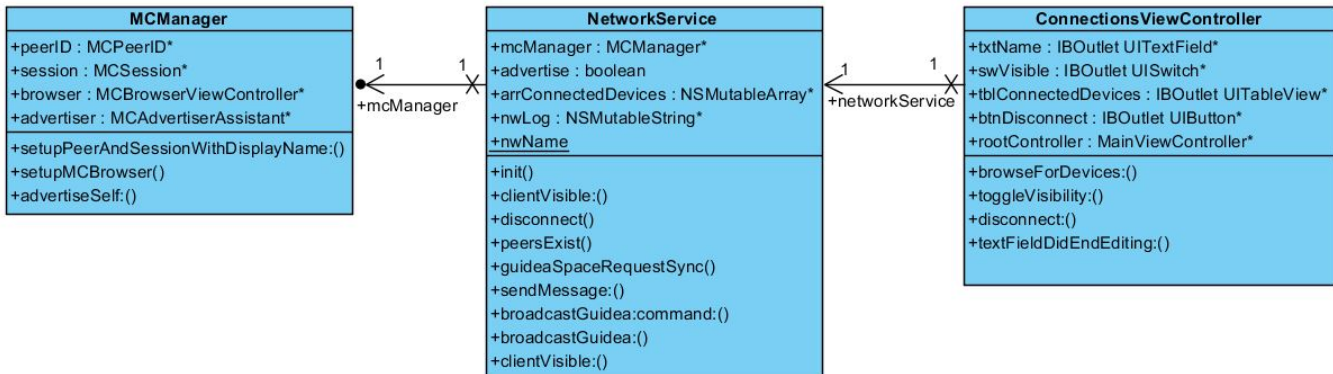 MCManager
+peerID : MCPeerID*
+session : MCSession*
+browser : MCBrowserViewController*
+advertiser : MCAdvertiserAssistant*
+setupPeerAndSessionWithDisplayName:()
+setupMCBrowser()
+advertiseSelf:()
1
1
+mcManager
NetworkService
+mcManager : MCManager*
+advertise : boolean
+arrConnectedDevices : NSMutableArray*
+nwLog : NSMutableString*
+nwName
+init()
+clientVisible:()
+disconnect()
+peersExist()
+guideaSpaceRequestSync()
+sendMessage:()
+broadcastGuidea:command:()
+broadcastGuidea:()
+clientVisible:()
1
1
+networkService
ConnectionsViewController
+txtName : IBOutlet UITextField*
+swVisible : IBOutlet UISwitch*
+tblConnectedDevices : IBOutlet UITableView*
+btnDisconnect : IBOutlet UIButton*
+rootController : MainViewController*
+browseForDevices:()
+toggleVisibility:()
+disconnect:()
+textFieldDidEndEditing:()